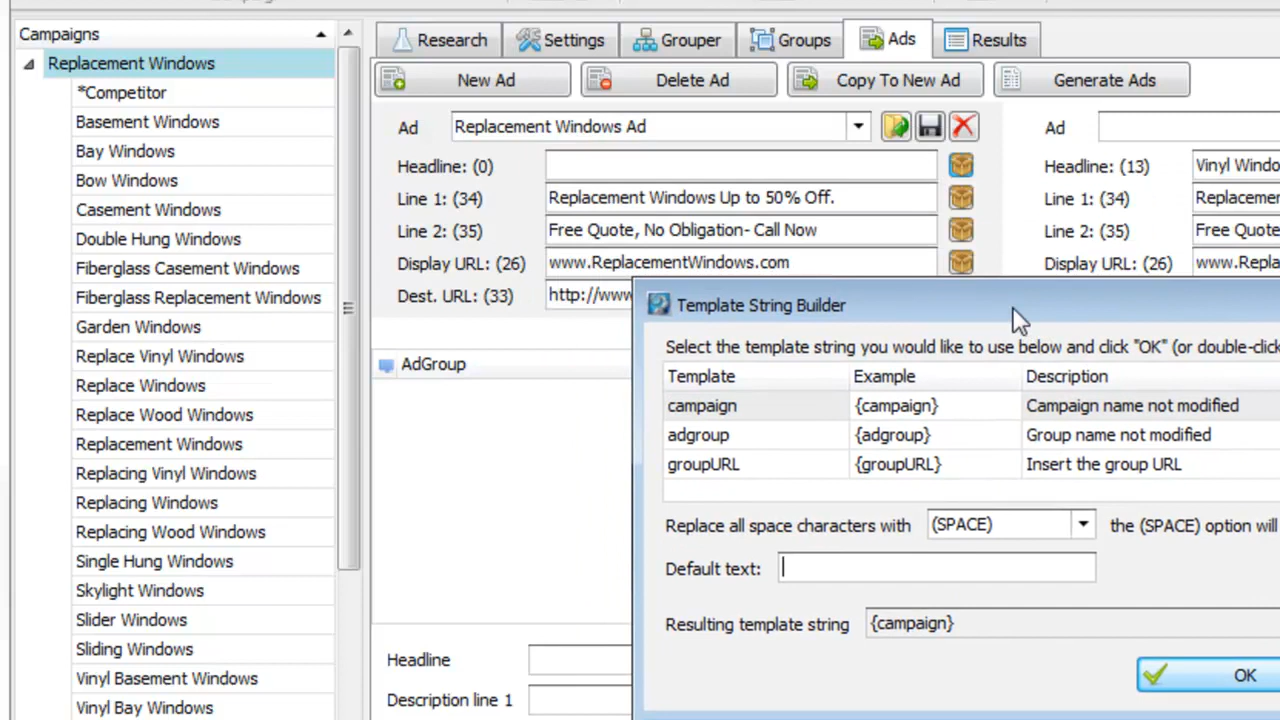 Campaigns
Replacement Windows
*Competitor
Basement Windows
Bay Windows
Bow Windows
Casement Windows
Double Hung Windows
Fiberglass Casement Windows
Fiberglass Replacement Windows
Garden Windows
Replace Vinyl Windows
Replace Windows
Replace Wood Windows
Replacement Windows
Replacing Vinyl Windows
Replacing Windows
Replacing Wood Windows
Single Hung Windows
Skylight Windows
Slider Windows
Sliding Windows
Vinyl Basement Windows
Vinyl Bay Windows
Research Settings Grouper Groups Ads Results
New Ad Delete Ad Copy To New Ad Generate Ads
Ad Replacement Windows Ad
Headline: (0)
Line 1: (34) Replacement Windows Up to 50% Off.
Line 2: (35) Free Quote, No Obligation- Call Now
Display URL: (26) www.ReplacementWindows.com
Dest. URL: (33) http://www
Ad
Headline: (13) Vinyl Windo
Line 1: (34) Replaceme
Line 2: (35) Free Quote
Display URL: (26) www.Repla
AdGroup
Headline
Description line 1
Template String Builder
Select the template string you would like to use below and click "OK" (or double-click
Template Example Description
campaign {campaign} Campaign name not modified
adgroup {adgroup} Group name not modified
groupURL {groupURL} Insert the group URL
Replace all space characters with (SPACE) the (SPACE) option will
Default text:
Resulting template string {campaign}
OK